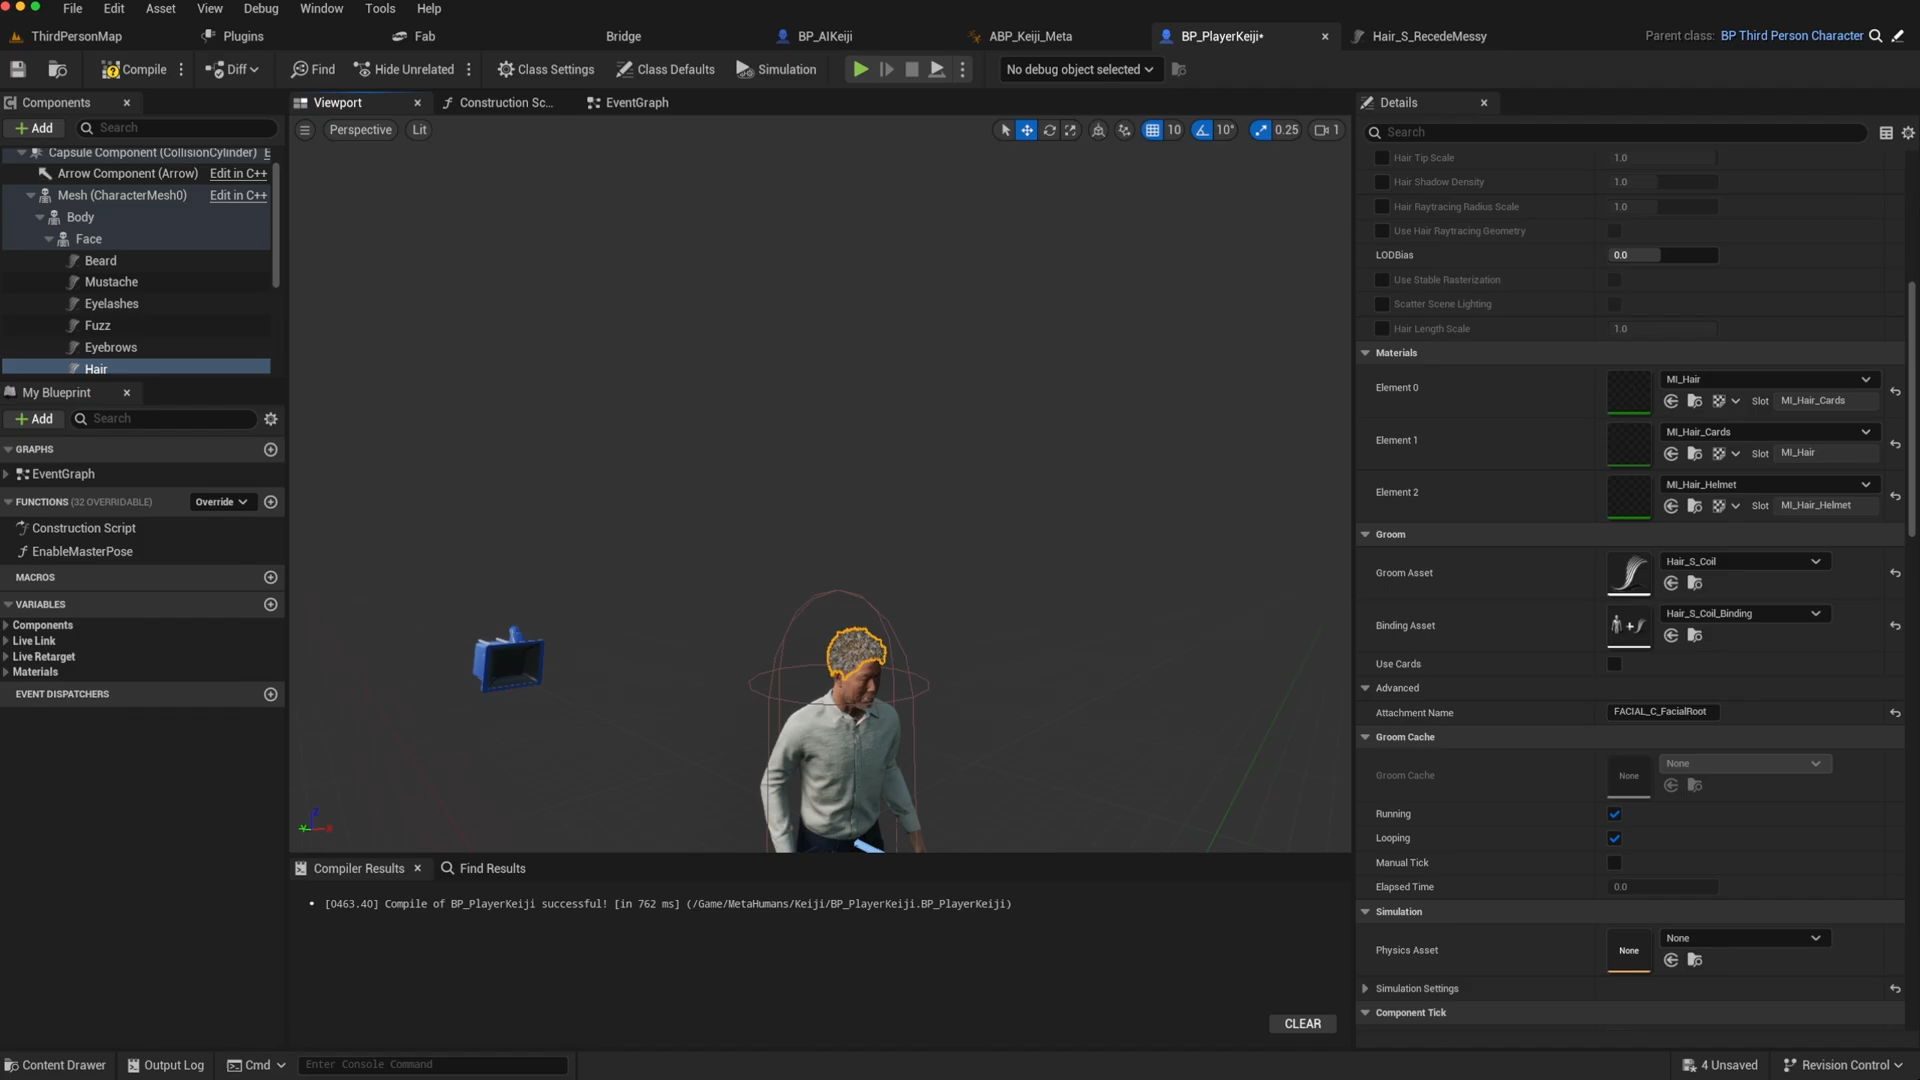 File Edit Asset View Debug Window Tools Help
ThirdPersonMap Plugins Fab Bridge BP_AIKeiji ABP_Keiji_Meta BP_PlayerKeiji* Hair_S_RecedeMessy Parent class: BP Third Person Character
Compile Diff Find Hide Unrelated Class Settings Class Defaults Simulation No debug object selected
Components
Add Search
Capsule Component (CollisionCylinder) E
Arrow Component (Arrow) Edit in C++
Mesh (CharacterMesh0) Edit in C++
Body
Face
Beard
Mustache
Eyelashes
Fuzz
Eyebrows
Hair
My Blueprint
Add Search
GRAPHS
EventGraph
FUNCTIONS (32 OVERRIDABLE) Override
Construction Script
EnableMasterPose
MACROS
VARIABLES
Components
Live Link
Live Retarget
Materials
EVENT DISPATCHERS
Viewport Construction Sc... EventGraph
Perspective Lit 10 10° 0.25 1
Z
Y
X
Compiler Results Find Results
• [0463.40] Compile of BP_PlayerKeiji successful! [in 762 ms] (/Game/MetaHumans/Keiji/BP_PlayerKeiji.BP_PlayerKeiji)
CLEAR
Details
Search
Hair Tip Scale 1.0
Hair Shadow Density 1.0
Hair Raytracing Radius Scale 1.0
Use Hair Raytracing Geometry
LODBias 0.0
Use Stable Rasterization
Scatter Scene Lighting
Hair Length Scale 1.0
Materials
Element 0 MI_Hair
Slot MI_Hair_Cards
Element 1 MI_Hair_Cards
Slot MI_Hair
Element 2 MI_Hair_Helmet
Slot MI_Hair_Helmet
Groom
Groom Asset Hair_S_Coil
Binding Asset Hair_S_Coil_Binding
Use Cards
Advanced
Attachment Name FACIAL_C_FacialRoot
Groom Cache
Groom Cache None None
Running
Looping
Manual Tick
Elapsed Time 0.0
Simulation
Physics Asset None None
Simulation Settings
Component Tick
Content Drawer Output Log Cmd Enter Console Command 4 Unsaved Revision Control